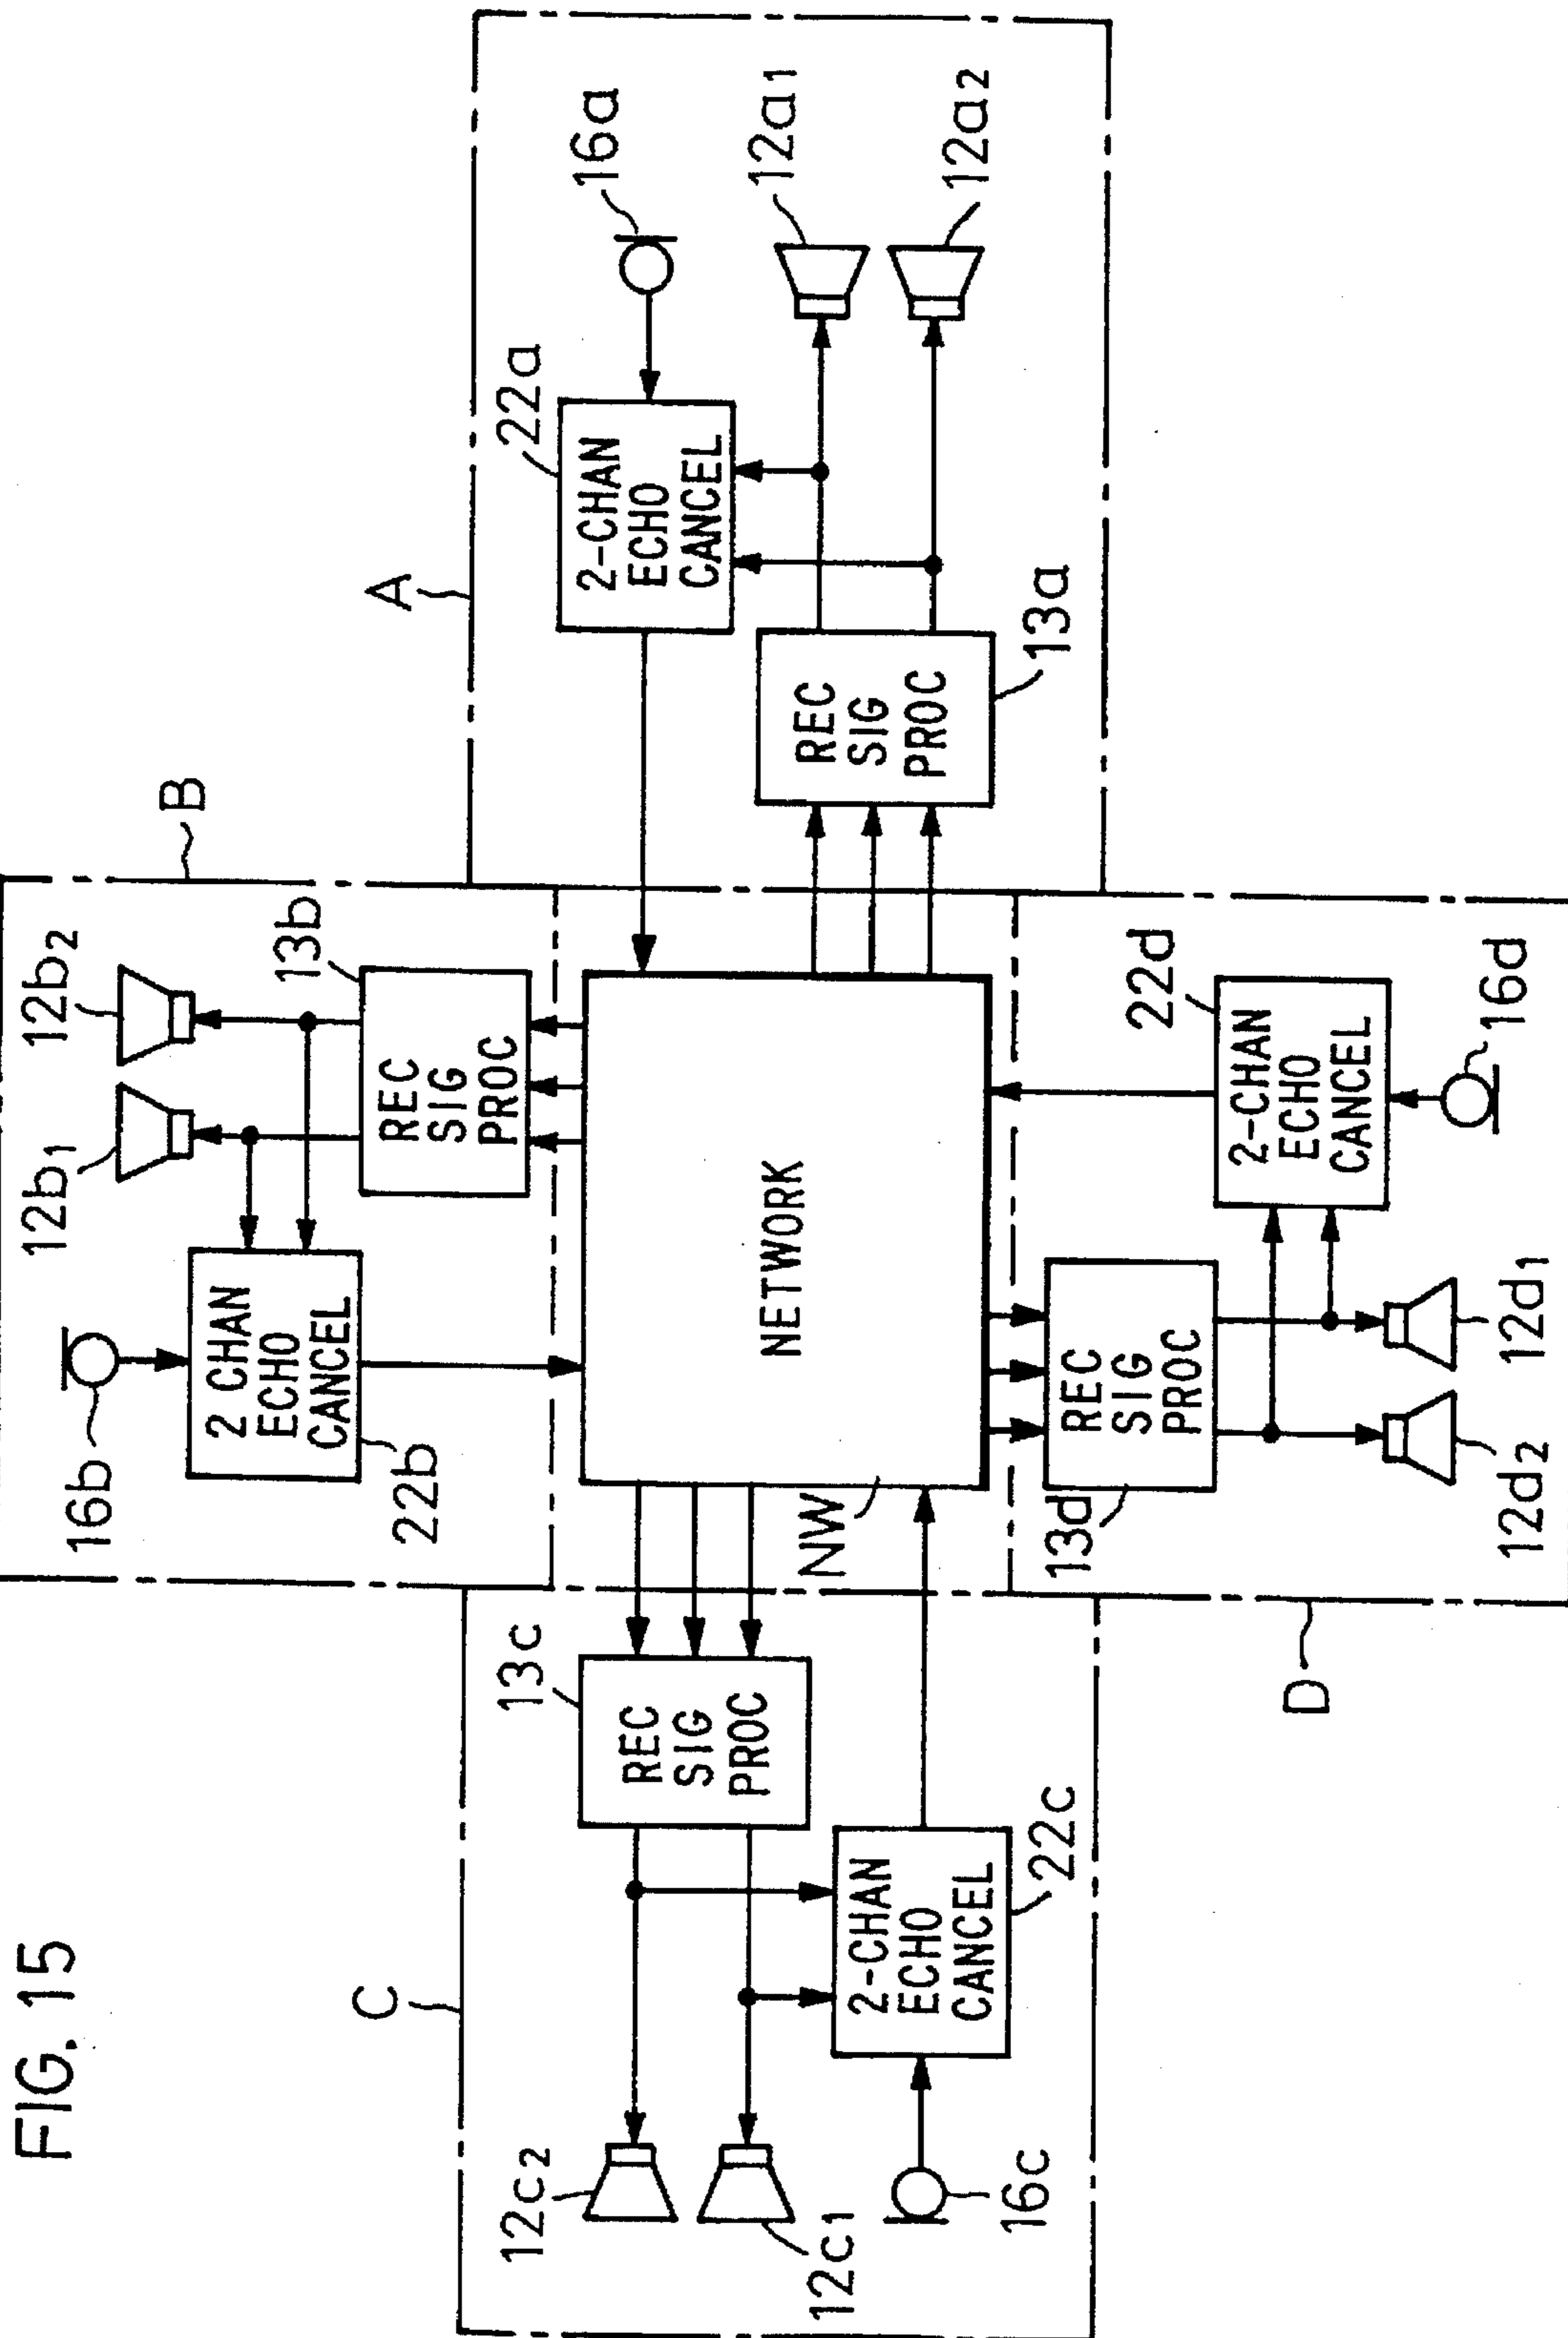 FIG. 15
C
12c2
12c1
16c
13c
REC
SIG
PROC
2-CHAN
ECHO
CANCEL
22c
B
16b
12b1
12b2
2 CHAN
ECHO
CANCEL
22b
13b
REC
SIG
PROC
NETWORK
NW
D
13d
REC
SIG
PROC
2-CHAN
ECHO
CANCEL
22d
12d2
12d1
16d
A
22a
2-CHAN
ECHO
CANCEL
16a
REC
SIG
PROC
13a
12a1
12a2